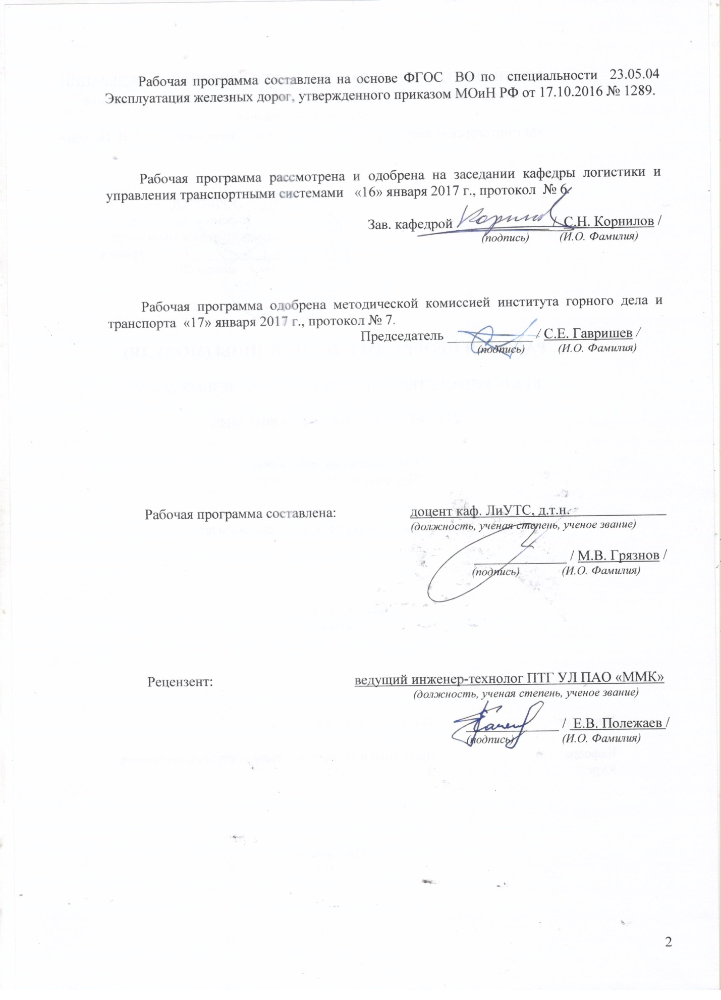 Рабочая программа составлена на основе ФГОС ВО по специальности 23.05.04
Эксплуатация железных дорог, утвержденного приказом МОиН РФ от 17.10.2016 № 1289.
Рабочая программа рассмотрена и одобрена на заседании кафедры логистики и
управления транспортными системами «16» января 2017 г., протокол № 6.
Зав. кафедрой ______________ / С.Н. Корнилов /
(подпись) (И.О. Фамилия)
Рабочая программа одобрена методической комиссией института горного дела и
транспорта «17» января 2017 г., протокол № 7.
Председатель ____________ / С.Е. Гавришев /
(подпись) (И.О. Фамилия)
Рабочая программа составлена: доцент каф. ЛиУТС, д.т.н.
(должность, ученая степень, ученое звание)
_____________ / М.В. Грязнов /
(подпись) (И.О. Фамилия)
Рецензент: ведущий инженер-технолог ПТГ УЛ ПАО «ММК»
(должность, ученая степень, ученое звание)
_____________ / Е.В. Полежаев /
(подпись) (И.О. Фамилия)
2